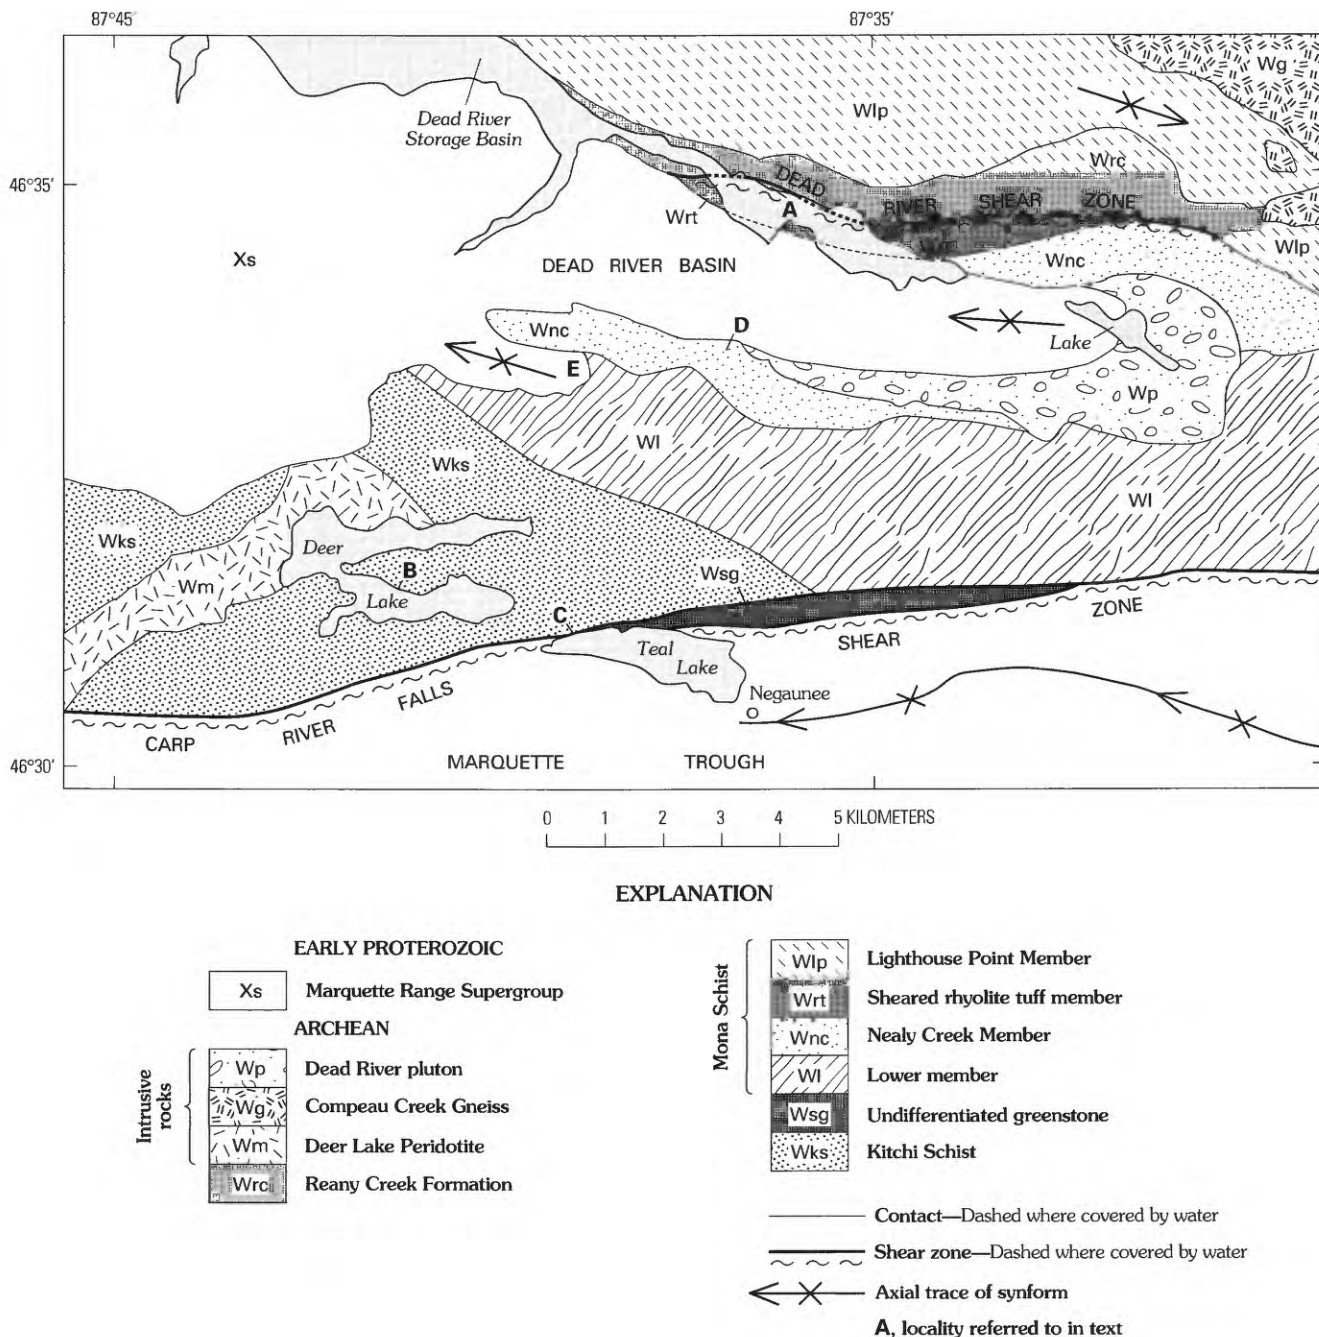 87°45′ 87°35′
Wg
Dead River
Storage Basin
Wlp
46°35′
Wrc
DEAD RIVER SHEAR ZONE
A
Wrt
Wlp
Xs
DEAD RIVER BASIN
Wnc
D
Wnc
Lake
E
Wp
Wl
Wks
Wl
Wks
Deer
B
Wm
Lake
Wsg
C
ZONE
SHEAR
Teal
Lake
FALLS
Negaunee
RIVER
CARP
46°30′
MARQUETTE TROUGH
0 1 2 3 4 5 KILOMETERS
EXPLANATION
EARLY PROTEROZOIC
Xs Marquette Range Supergroup
ARCHEAN
Intrusive
rocks
Wp Dead River pluton
Wg Compeau Creek Gneiss
Wm Deer Lake Peridotite
Wrc Reany Creek Formation
Mona Schist
Wlp Lighthouse Point Member
Wrt Sheared rhyolite tuff member
Wnc Nealy Creek Member
Wl Lower member
Wsg Undifferentiated greenstone
Wks Kitchi Schist
Contact—Dashed where covered by water
Shear zone—Dashed where covered by water
Axial trace of synform
A, locality referred to in text